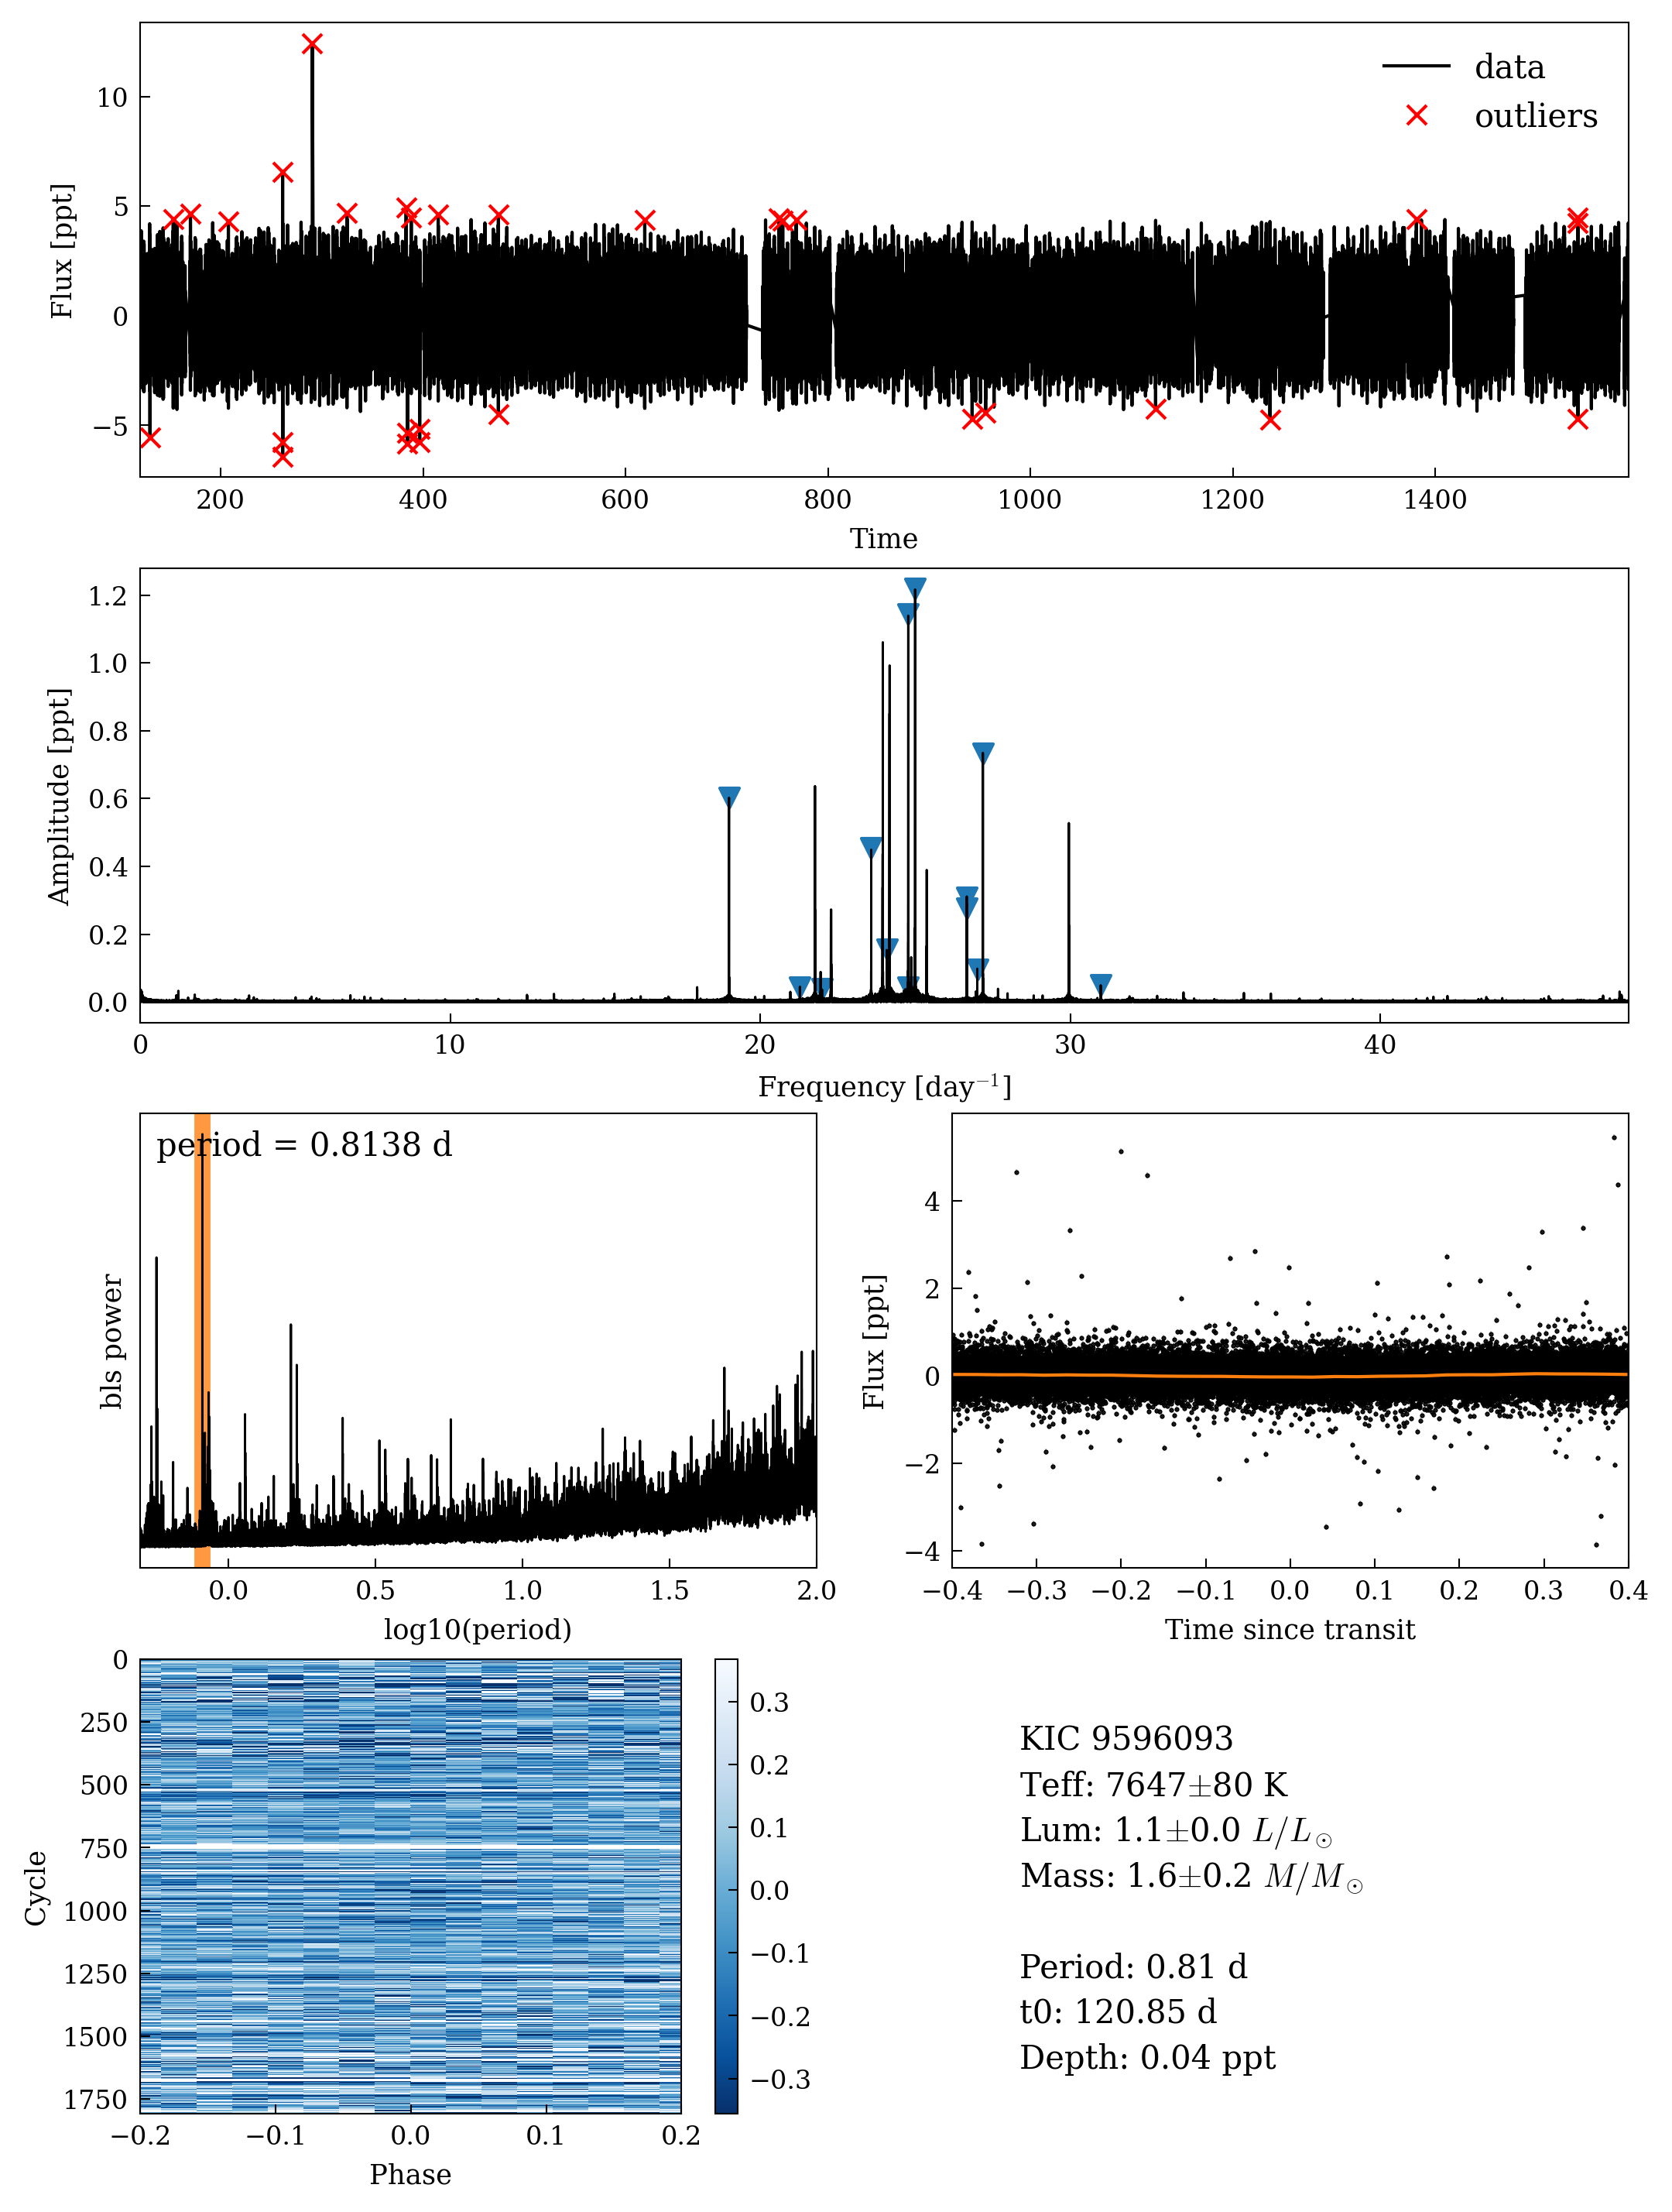 data
outliers
10
5
0
−5
Flux [ppt]
200 400 600 800 1000 1200 1400
Time
1.2
1.0
0.8
0.6
0.4
0.2
0.0
Amplitude [ppt]
0 10 20 30 40
Frequency [day⁻¹]
period = 0.8138 d
bls power
0.0 0.5 1.0 1.5 2.0
log10(period)
4
2
0
−2
−4
Flux [ppt]
−0.4 −0.3 −0.2 −0.1 0.0 0.1 0.2 0.3 0.4
Time since transit
0
250
500
750
1000
1250
1500
1750
Cycle
−0.2 −0.1 0.0 0.1 0.2
Phase
0.3
0.2
0.1
0.0
−0.1
−0.2
−0.3
KIC 9596093
Teff: 7647±80 K
Lum: 1.1±0.0 L/L⊙
Mass: 1.6±0.2 M/M⊙
Period: 0.81 d
t0: 120.85 d
Depth: 0.04 ppt